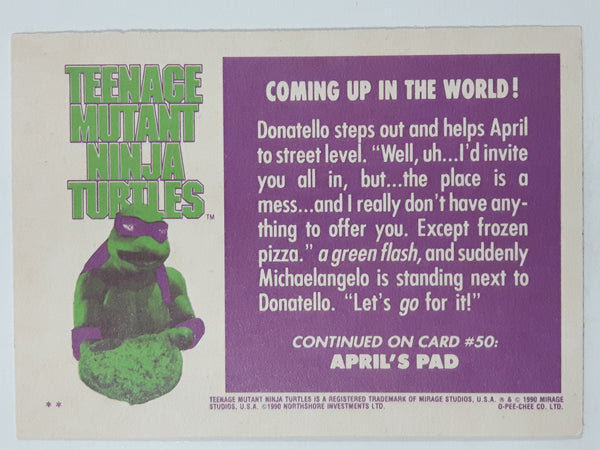 TEENAGE
MUTANT
NINJA
TURTLES™
COMING UP IN THE WORLD!
Donatello steps out and helps April
to street level. “Well, uh...I’d invite
you all in, but...the place is a
mess...and I really don’t have any-
thing to offer you. Except frozen
pizza.” a green flash, and suddenly
Michaelangelo is standing next to
Donatello. “Let’s go for it!”
CONTINUED ON CARD #50:
APRIL’S PAD
TEENAGE MUTANT NINJA TURTLES IS A REGISTERED TRADEMARK OF MIRAGE STUDIOS, U.S.A. ® & © 1990 MIRAGE
STUDIOS, U.S.A. ©1990 NORTHSHORE INVESTMENTS LTD. O-PEE-CHEE CO. LTD.
* *